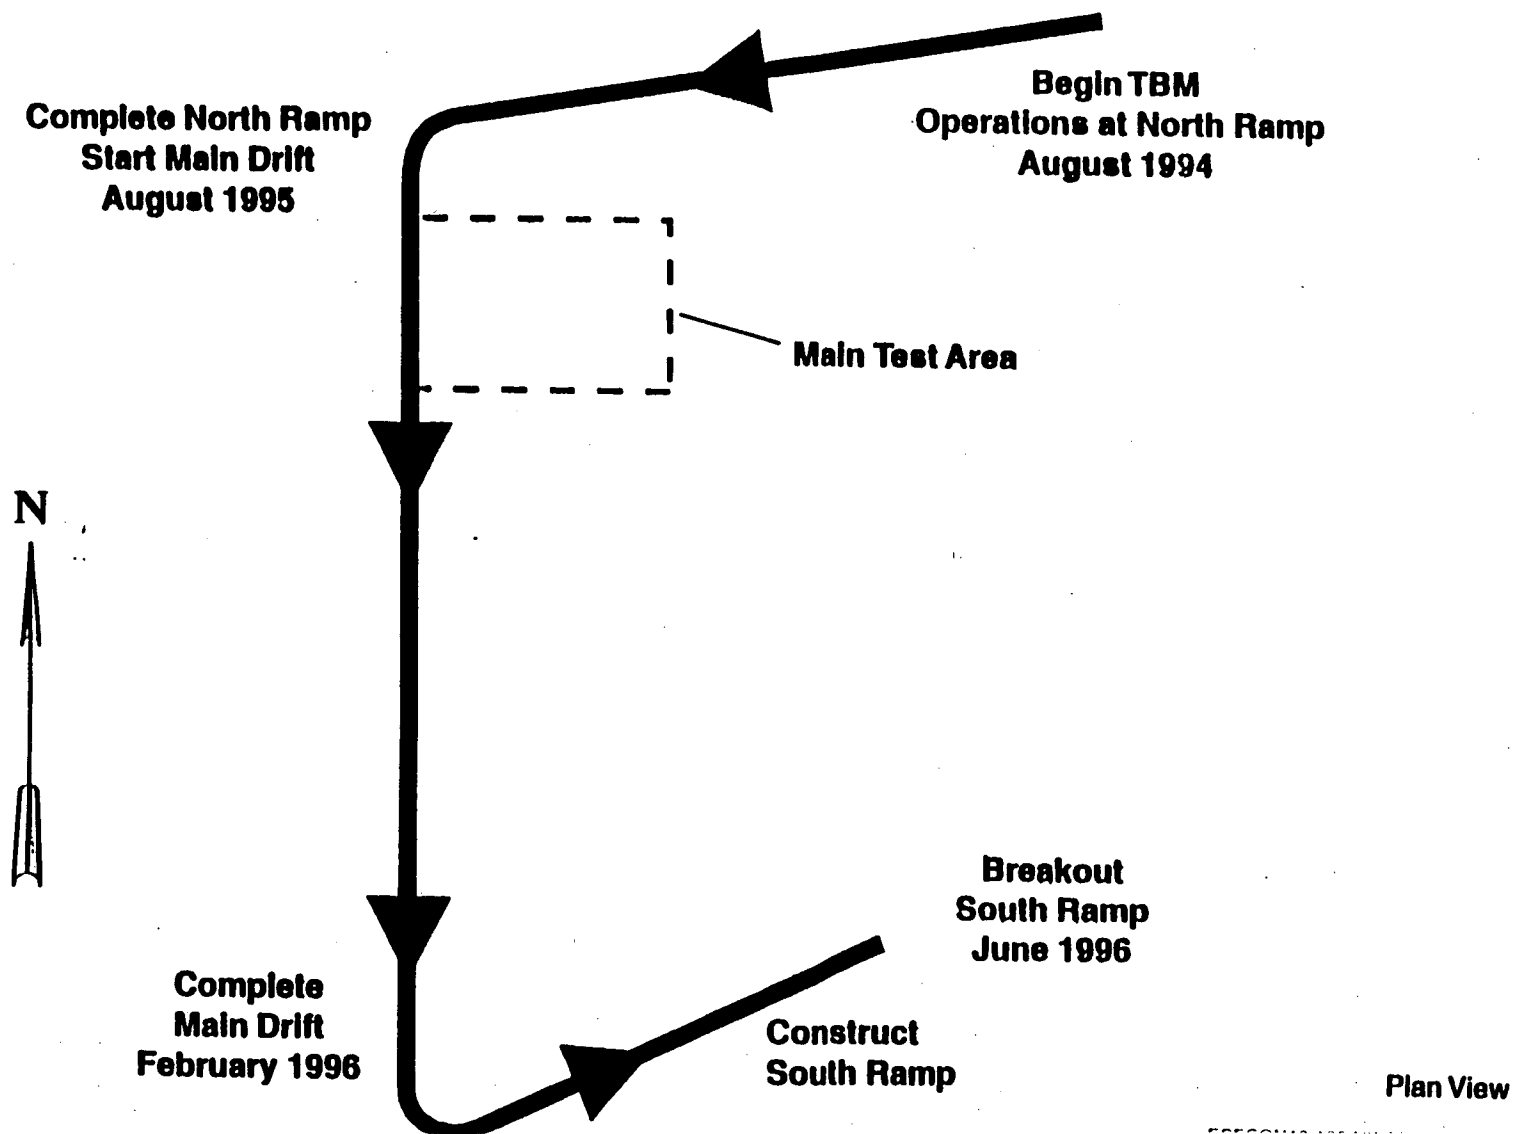 Begin TBM
Operations at North Ramp
August 1994
Complete North Ramp
Start Main Drift
August 1995
Main Test Area
N
Breakout
South Ramp
June 1996
Complete
Main Drift
February 1996
Construct
South Ramp
Plan View